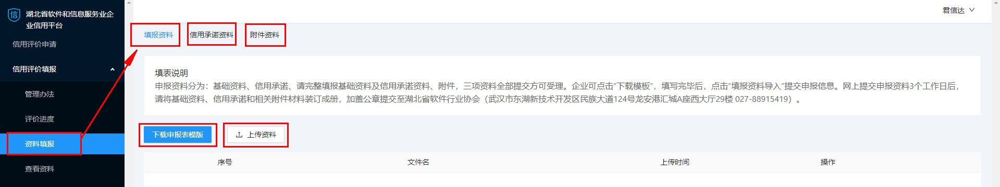 信
湖北省软件和信息服务业企
业信用平台
信用评价申请
信用评价填报
管理办法
评价进度
资料填报
查看资料
君信达
填报资料 信用承诺资料 附件资料
填表说明
申报资料分为：基础资料、信用承诺、请完整填报基础资料及信用承诺资料、附件，三项资料全部提交方可受理。企业可点击“下载模板”，填写完毕后，点击“填报资料导入”提交申报信息。网上提交申报资料3个工作日后，
请将基础资料、信用承诺和相关附件材料装订成册，加盖公章提交至湖北省软件行业协会（武汉市东湖新技术开发区民族大道124号龙安港汇城A座西大厅29楼 027-88915419）。
下载申报表模版 上传资料
序号 文件名 上传时间 操作